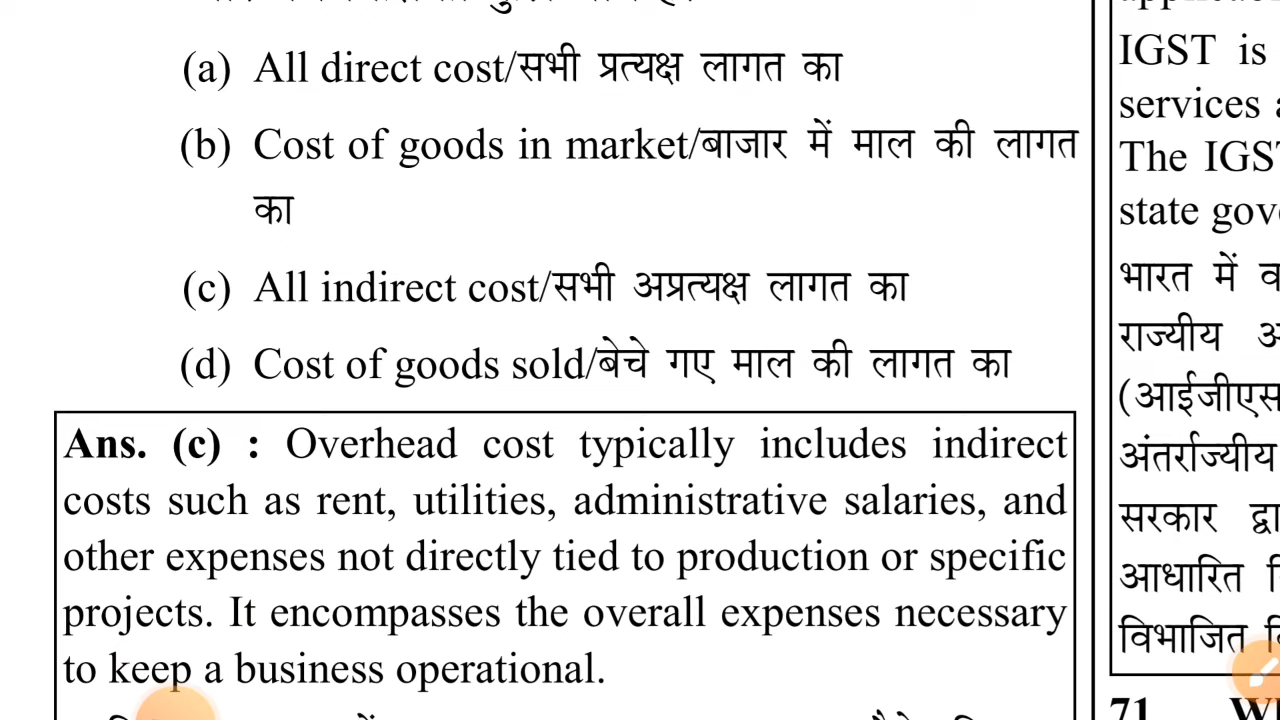 (a) All direct cost/सभी प्रत्यक्ष लागत का
(b) Cost of goods in market/बाजार में माल की लागत
का
(c) All indirect cost/सभी अप्रत्यक्ष लागत का
(d) Cost of goods sold/बेचे गए माल की लागत का
Ans. (c) : Overhead cost typically includes indirect
costs such as rent, utilities, administrative salaries, and
other expenses not directly tied to production or specific
projects. It encompasses the overall expenses necessary
to keep a business operational.
IGST is
services
The IGST
state gov
भारत में
राज्यीय
(आईजीएस
अंतर्राज्यीय
सरकार द्वा
आधारित
विभाजित
71